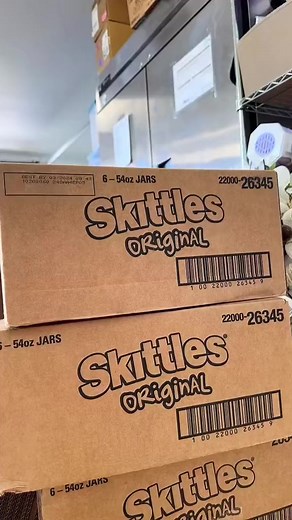 6 – 54oz JARS
22000-26345
Skittles
ORiginAL
1 00 22000 26345 9
6 – 54oz JARS
22000-26345
Skittles
ORiginAL
1 00 22000 26345 9
6 – 54oz JARS
Skittles
ORiginAL